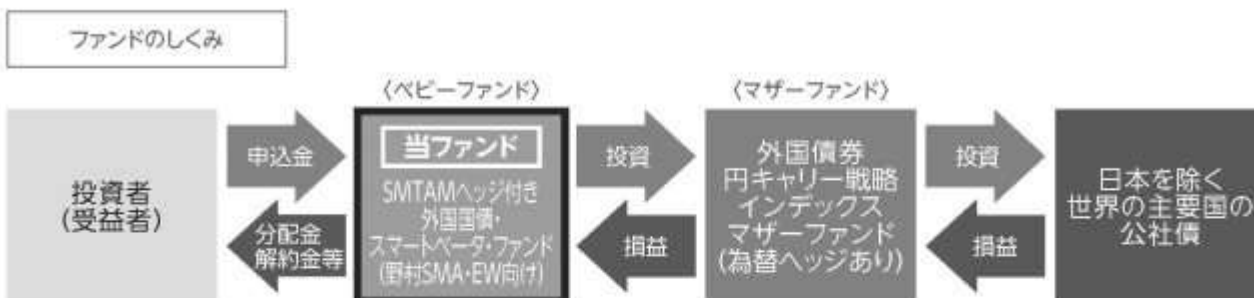 ファンドのしくみ
〈ベビーファンド〉
〈マザーファンド〉
投資者
(受益者)
申込金
分配金
解約金等
当ファンド
SMTAMヘッジ付き
外国国債・
スマートベータ・ファンド
(野村SMA・EW向け)
投資
損益
外国債券
円キャリー戦略
インデックス
マザーファンド
(為替ヘッジあり)
投資
損益
日本を除く
世界の主要国の
公社債